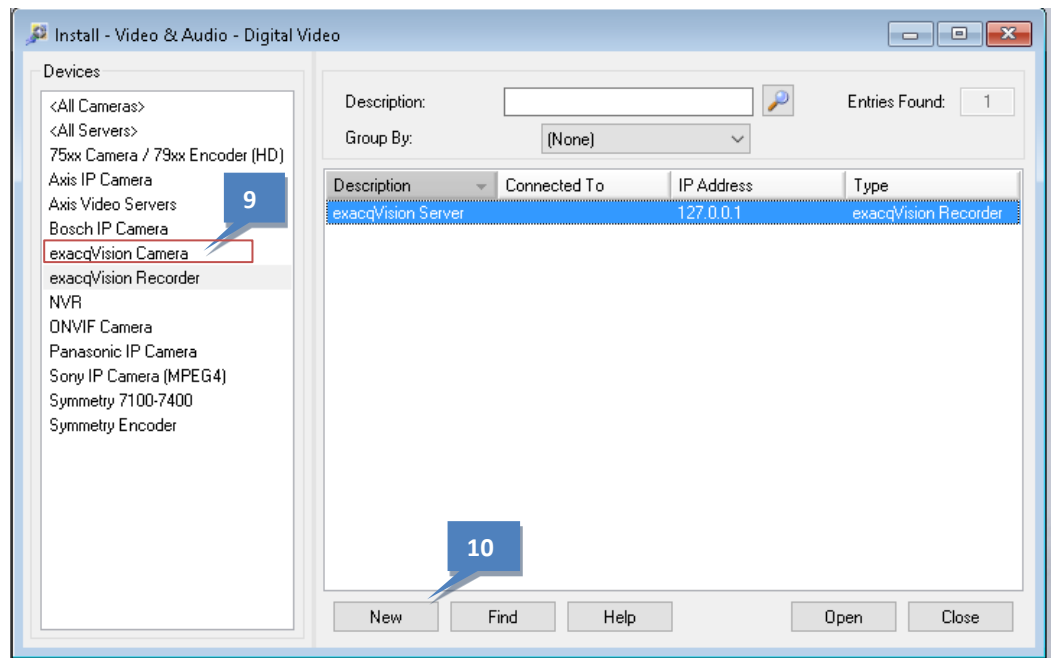 Install - Video & Audio - Digital Video
Devices
<All Cameras>
<All Servers>
75xx Camera / 79xx Encoder (HD)
Axis IP Camera
Axis Video Servers
Bosch IP Camera
exacqVision Camera
exacqVision Recorder
NVR
ONVIF Camera
Panasonic IP Camera
Sony IP Camera (MPEG4)
Symmetry 7100-7400
Symmetry Encoder
9
Description:
Entries Found: 1
Group By: (None)
Description Connected To IP Address Type
exacqVision Server 127.0.0.1 exacqVision Recorder
10
New Find Help Open Close